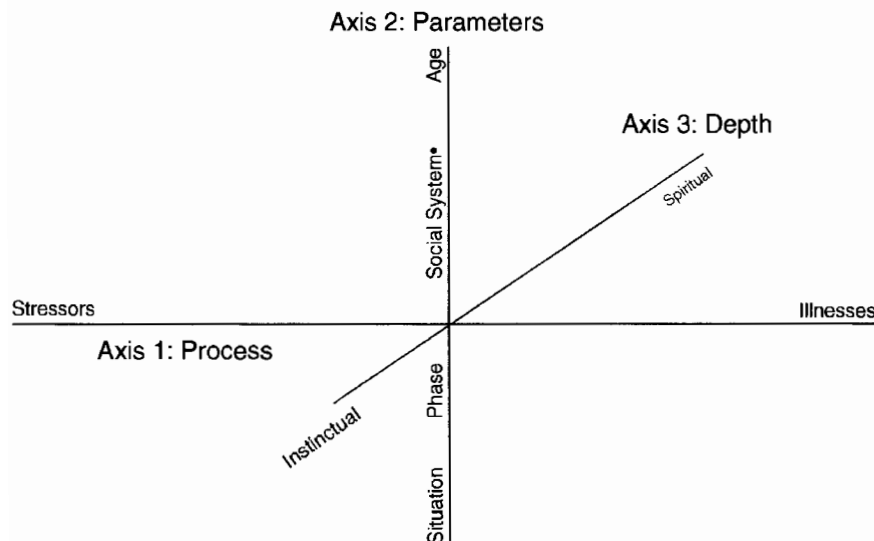 Axis 2: Parameters
Age
Axis 3: Depth
Social System•
Spiritual
Stressors
Illnesses
Axis 1: Process
Phase
Instinctual
Situation